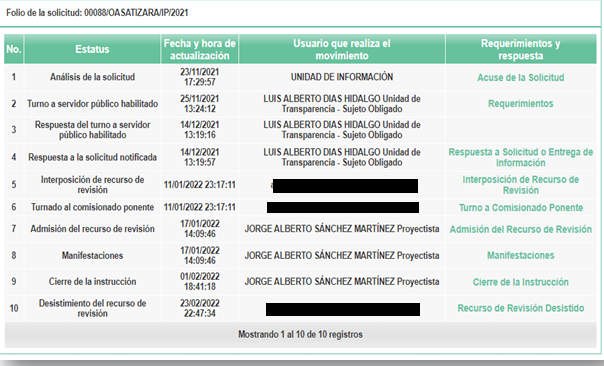 Folio de la solicitud: 00088/OASATIZARA/IP/2021
No. Estatus Fecha y hora de actualización Usuario que realiza el movimiento Requerimientos y respuesta
1 Análisis de la solicitud 23/11/2021 17:29:57 UNIDAD DE INFORMACIÓN Acuse de la Solicitud
2 Turno a servidor público habilitado 25/11/2021 13:24:12 LUIS ALBERTO DIAS HIDALGO Unidad de Transparencia - Sujeto Obligado Requerimientos
3 Respuesta del turno a servidor público habilitado 14/12/2021 13:19:16 LUIS ALBERTO DIAS HIDALGO Unidad de Transparencia - Sujeto Obligado
4 Respuesta a la solicitud notificada 14/12/2021 13:19:57 LUIS ALBERTO DIAS HIDALGO Unidad de Transparencia - Sujeto Obligado Respuesta a Solicitud o Entrega de Información
5 Interposición de recurso de revisión 11/01/2022 23:17:11 Interposición de Recurso de Revisión
6 Turnado al comisionado ponente 11/01/2022 23:17:11 Turno a Comisionado Ponente
7 Admisión del recurso de revisión 17/01/2022 14:09:46 JORGE ALBERTO SÁNCHEZ MARTÍNEZ Proyectista Admisión del Recurso de Revisión
8 Manifestaciones 17/01/2022 14:09:46 JORGE ALBERTO SÁNCHEZ MARTÍNEZ Proyectista Manifestaciones
9 Cierre de la instrucción 01/02/2022 18:41:18 JORGE ALBERTO SÁNCHEZ MARTÍNEZ Proyectista Cierre de la Instrucción
10 Desistimiento del recurso de revisión 23/02/2022 22:47:34 Recurso de Revisión Desistido
Mostrando 1 al 10 de 10 registros